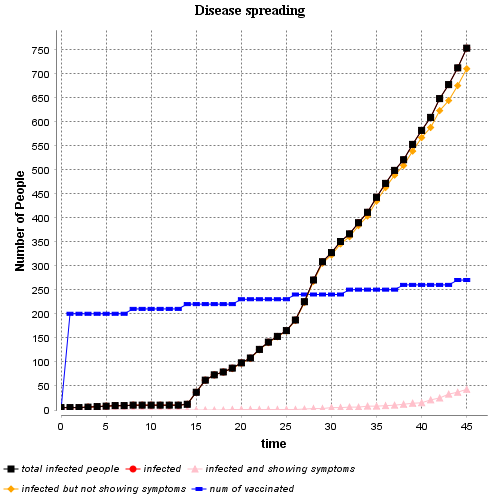 Disease spreading
Number of People
750
700
650
600
550
500
450
400
350
300
250
200
150
100
50
0
0 5 10 15 20 25 30 35 40 45
time
total infected people infected infected and showing symptoms
infected but not showing symptoms num of vaccinated